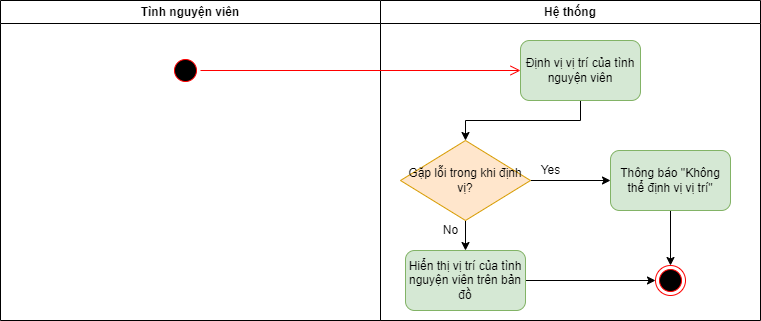 Tình nguyện viên
Hệ thống
Định vị vị trí của tình
nguyện viên
Gặp lỗi trong khi định
vị?
Yes
Thông báo "Không
thể định vị vị trí"
No
Hiển thị vị trí của tình
nguyện viên trên bản
đồ